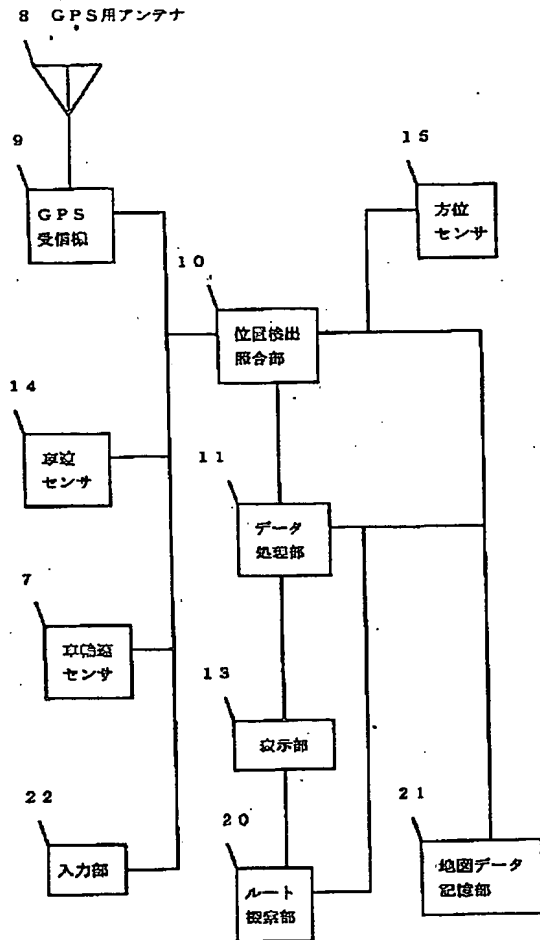 8 GPS用アンテナ
9
GPS
受信機
15
方位
センサ
10
位置検出
照合部
14
車速
センサ
11
データ
処理部
7
車輪速
センサ
13
表示部
22
入力部
20
ルート
探索部
21
地図データ
記憶部